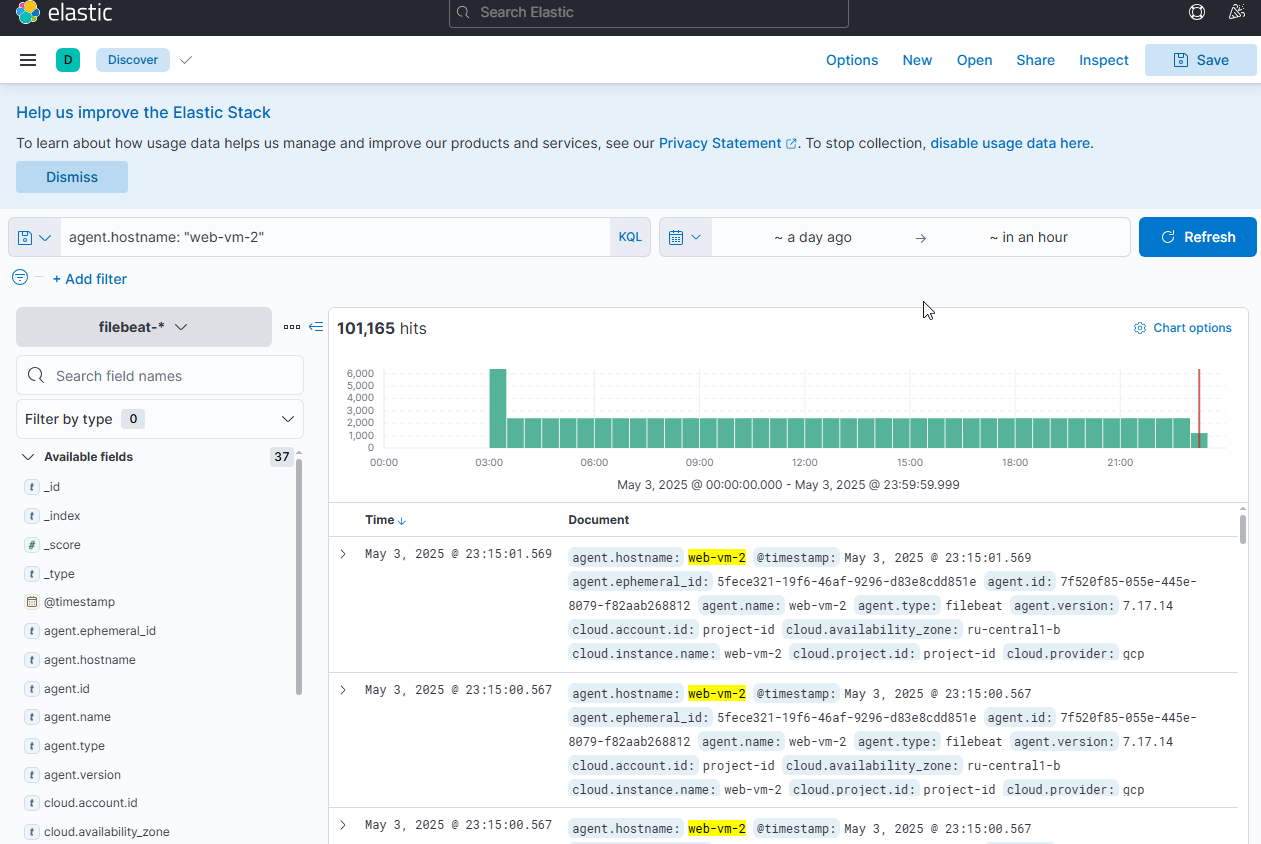 elastic
Search Elastic
D Discover Options New Open Share Inspect Save
Help us improve the Elastic Stack
To learn about how usage data helps us manage and improve our products and services, see our Privacy Statement. To stop collection, disable usage data here.
Dismiss
agent.hostname: "web-vm-2" KQL ~ a day ago → ~ in an hour Refresh
+ Add filter
filebeat-*
Search field names
Filter by type 0
Available fields 37
t _id
t _index
# _score
t _type
@timestamp
t agent.ephemeral_id
t agent.hostname
t agent.id
t agent.name
t agent.type
t agent.version
t cloud.account.id
t cloud.availability_zone
101,165 hits Chart options
6,000
5,000
4,000
3,000
2,000
1,000
0
00:00 03:00 06:00 09:00 12:00 15:00 18:00 21:00
May 3, 2025 @ 00:00:00.000 - May 3, 2025 @ 23:59:59.999
Time Document
May 3, 2025 @ 23:15:01.569 agent.hostname: web-vm-2 @timestamp: May 3, 2025 @ 23:15:01.569
agent.ephemeral_id: 5fece321-19f6-46af-9296-d83e8cdd851e agent.id: 7f520f85-055e-445e-
8079-f82aab268812 agent.name: web-vm-2 agent.type: filebeat agent.version: 7.17.14
cloud.account.id: project-id cloud.availability_zone: ru-central1-b
cloud.instance.name: web-vm-2 cloud.project.id: project-id cloud.provider: gcp
May 3, 2025 @ 23:15:00.567 agent.hostname: web-vm-2 @timestamp: May 3, 2025 @ 23:15:00.567
agent.ephemeral_id: 5fece321-19f6-46af-9296-d83e8cdd851e agent.id: 7f520f85-055e-445e-
8079-f82aab268812 agent.name: web-vm-2 agent.type: filebeat agent.version: 7.17.14
cloud.account.id: project-id cloud.availability_zone: ru-central1-b
cloud.instance.name: web-vm-2 cloud.project.id: project-id cloud.provider: gcp
May 3, 2025 @ 23:15:00.567 agent.hostname: web-vm-2 @timestamp: May 3, 2025 @ 23:15:00.567